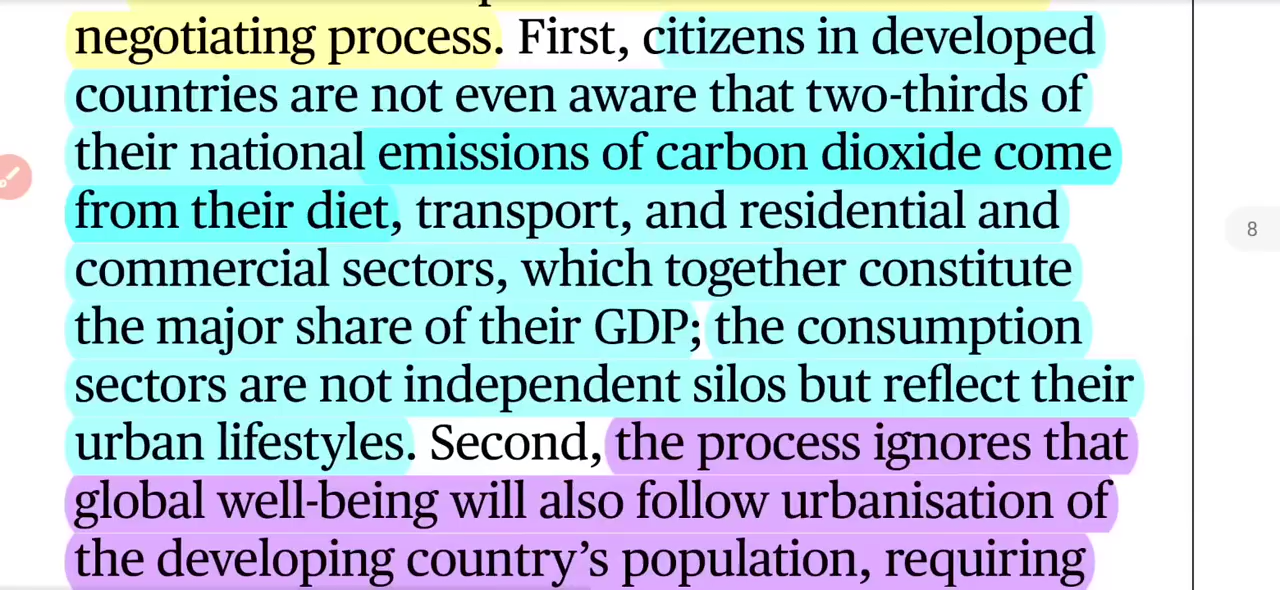 negotiating process. First, citizens in developed
countries are not even aware that two-thirds of
their national emissions of carbon dioxide come
from their diet, transport, and residential and
commercial sectors, which together constitute
the major share of their GDP; the consumption
sectors are not independent silos but reflect their
urban lifestyles. Second, the process ignores that
global well-being will also follow urbanisation of
the developing country’s population, requiring
8